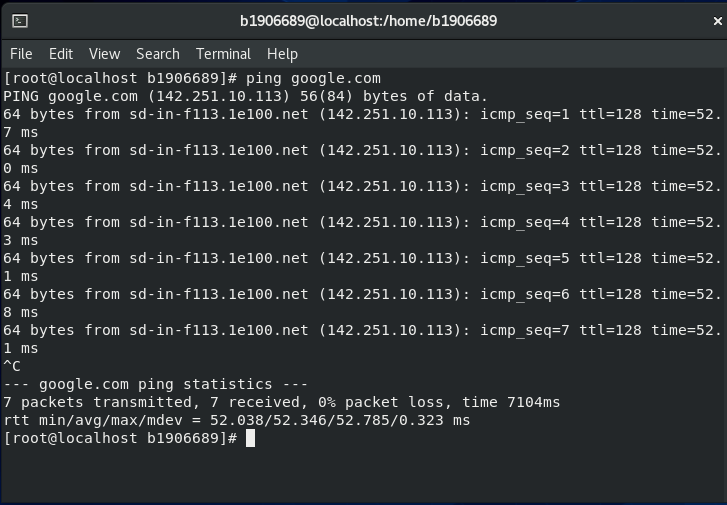 b1906689@localhost:/home/b1906689
File Edit View Search Terminal Help
[root@localhost b1906689]# ping google.com
PING google.com (142.251.10.113) 56(84) bytes of data.
64 bytes from sd-in-f113.1e100.net (142.251.10.113): icmp_seq=1 ttl=128 time=52.
7 ms
64 bytes from sd-in-f113.1e100.net (142.251.10.113): icmp_seq=2 ttl=128 time=52.
0 ms
64 bytes from sd-in-f113.1e100.net (142.251.10.113): icmp_seq=3 ttl=128 time=52.
4 ms
64 bytes from sd-in-f113.1e100.net (142.251.10.113): icmp_seq=4 ttl=128 time=52.
3 ms
64 bytes from sd-in-f113.1e100.net (142.251.10.113): icmp_seq=5 ttl=128 time=52.
1 ms
64 bytes from sd-in-f113.1e100.net (142.251.10.113): icmp_seq=6 ttl=128 time=52.
8 ms
64 bytes from sd-in-f113.1e100.net (142.251.10.113): icmp_seq=7 ttl=128 time=52.
1 ms
^C
--- google.com ping statistics ---
7 packets transmitted, 7 received, 0% packet loss, time 7104ms
rtt min/avg/max/mdev = 52.038/52.346/52.785/0.323 ms
[root@localhost b1906689]#